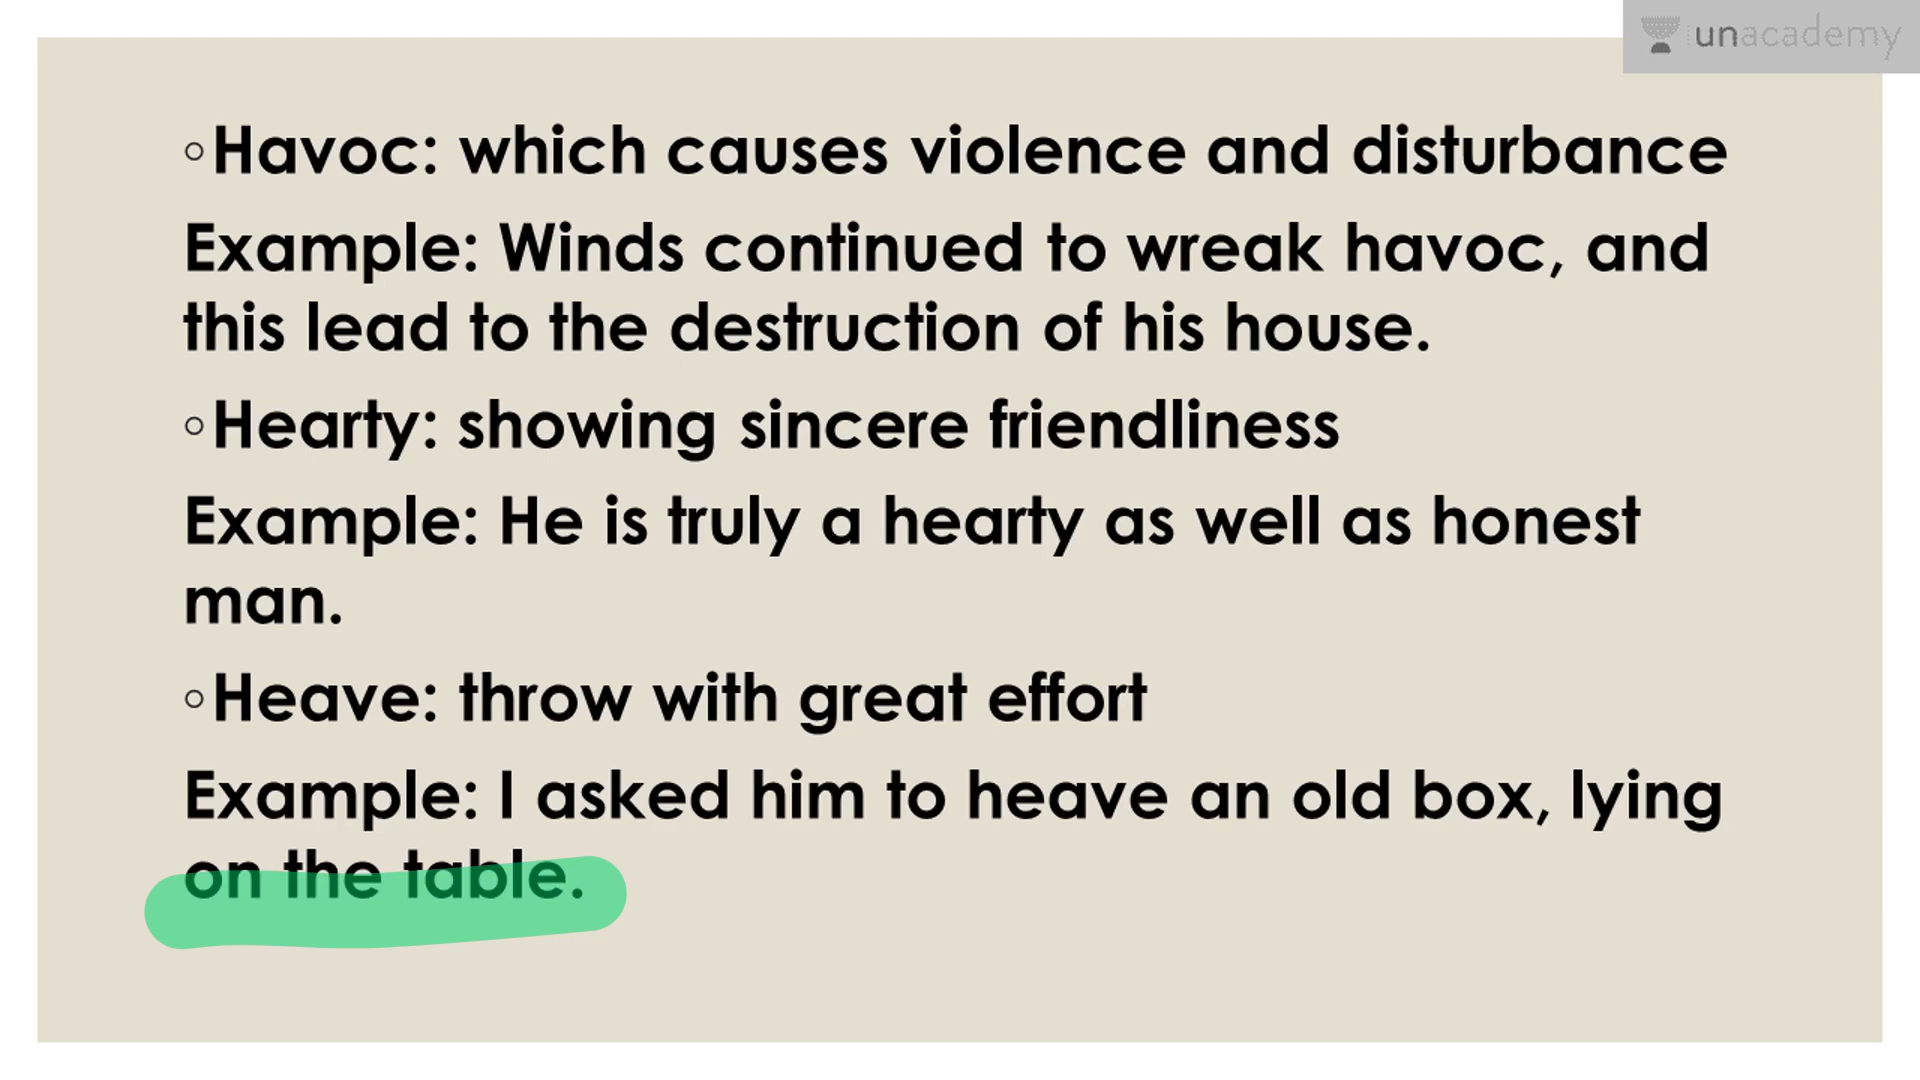 unacademy
◦Havoc: which causes violence and disturbance
Example: Winds continued to wreak havoc, and
this lead to the destruction of his house.
◦Hearty: showing sincere friendliness
Example: He is truly a hearty as well as honest
man.
◦Heave: throw with great effort
Example: I asked him to heave an old box, lying
on the table.